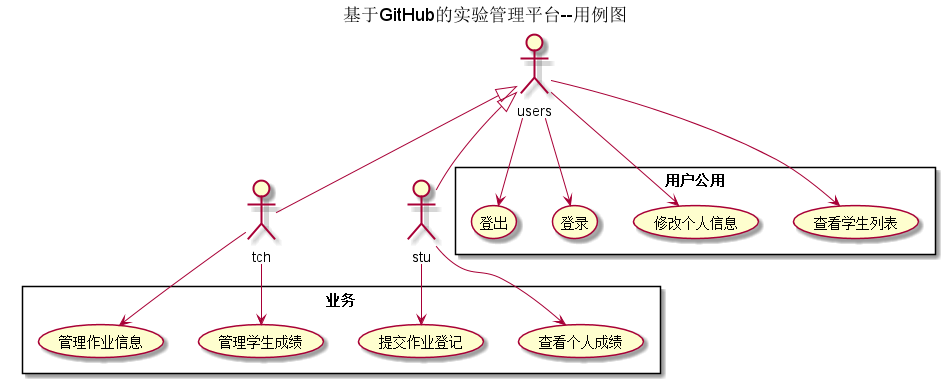 基于GitHub的实验管理平台--用例图
users
用户公用
登出
登录
修改个人信息
查看学生列表
tch
stu
业务
管理作业信息
管理学生成绩
提交作业登记
查看个人成绩